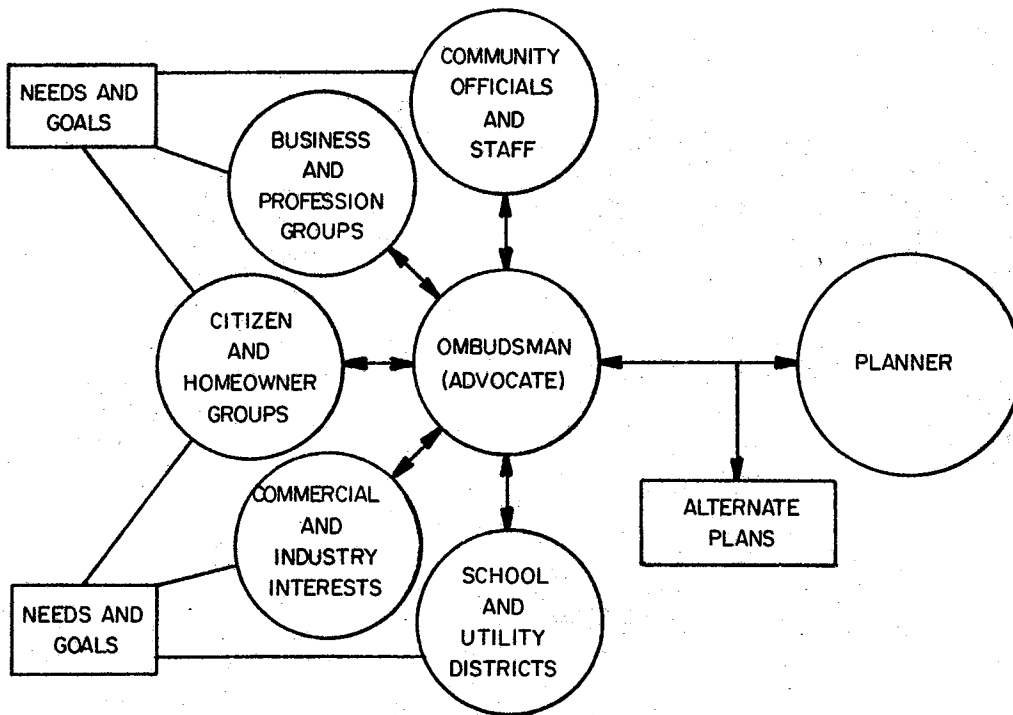 NEEDS AND
GOALS
COMMUNITY
OFFICIALS
AND
STAFF
BUSINESS
AND
PROFESSION
GROUPS
CITIZEN
AND
HOMEOWNER
GROUPS
OMBUDSMAN
(ADVOCATE)
PLANNER
ALTERNATE
PLANS
COMMERCIAL
AND
INDUSTRY
INTERESTS
NEEDS AND
GOALS
SCHOOL
AND
UTILITY
DISTRICTS